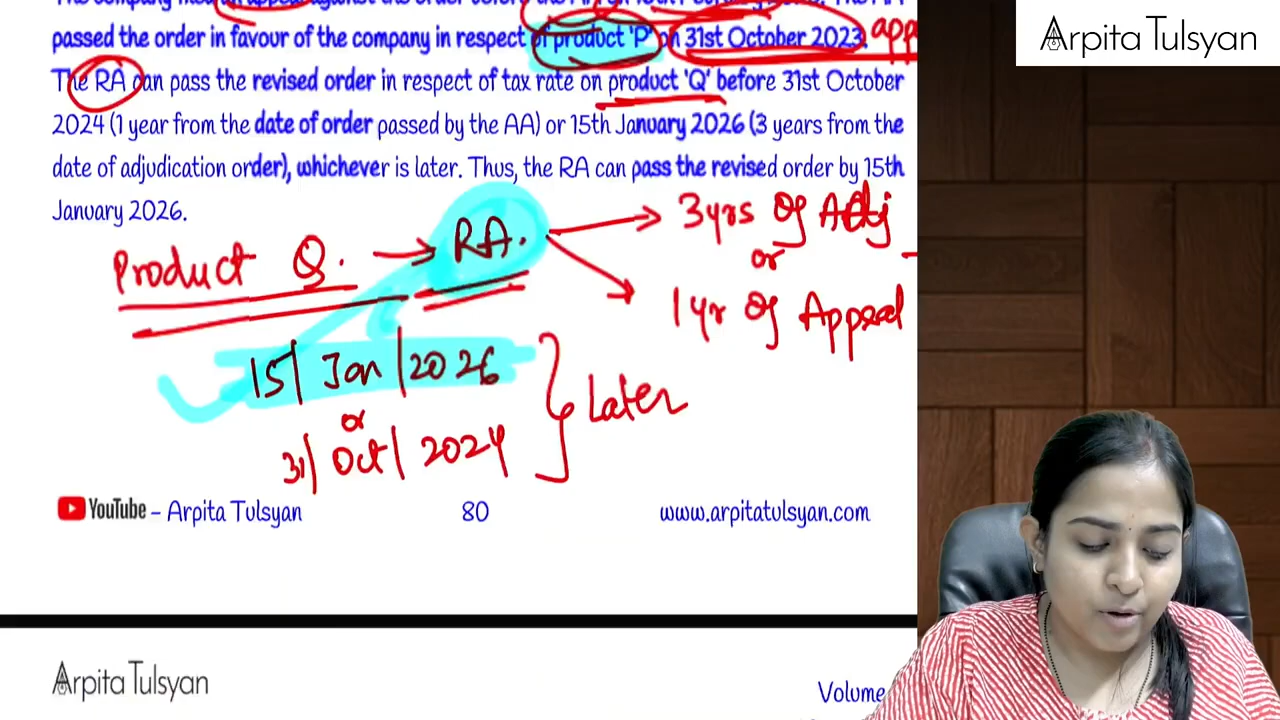 passed the order in favour of the company in respect of product 'P' on 31st October 2023. app
The RA can pass the revised order in respect of tax rate on product 'Q' before 31st October
2024 (1 year from the date of order passed by the AA) or 15th January 2026 (3 years from the
date of adjudication order), whichever is later. Thus, the RA can pass the revised order by 15th
January 2026.
Product Q. → RA.
3yrs Of Adj
or
1yr Of Appeal
15/ Jan/2026
or
31/ Oct/2024
Later
YouTube - Arpita Tulsyan 80 www.arpitatulsyan.com
Arpita Tulsyan
Volume
Arpita Tulsyan